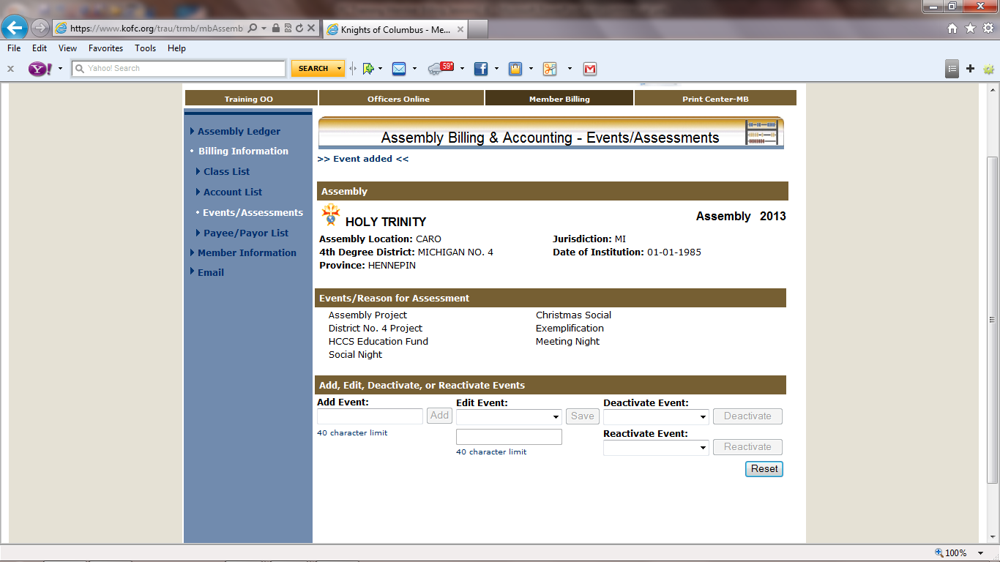 https://www.kofc.org/trau/trmb/mbAssemb
Knights of Columbus - Me...
File Edit View Favorites Tools Help
Yahoo! Search
SEARCH
59°
Training OO Officers Online Member Billing Print Center-MB
Assembly Ledger
Billing Information
Class List
Account List
Events/Assessments
Payee/Payor List
Member Information
Email
Assembly Billing & Accounting - Events/Assessments
>> Event added <<
Assembly
HOLY TRINITY
Assembly 2013
Assembly Location: CARO Jurisdiction: MI
4th Degree District: MICHIGAN NO. 4 Date of Institution: 01-01-1985
Province: HENNEPIN
Events/Reason for Assessment
Assembly Project Christmas Social
District No. 4 Project Exemplification
HCCS Education Fund Meeting Night
Social Night
Add, Edit, Deactivate, or Reactivate Events
Add Event: Edit Event: Deactivate Event:
Add Save Deactivate
40 character limit Reactivate Event:
Reactivate
40 character limit
Reset
100%